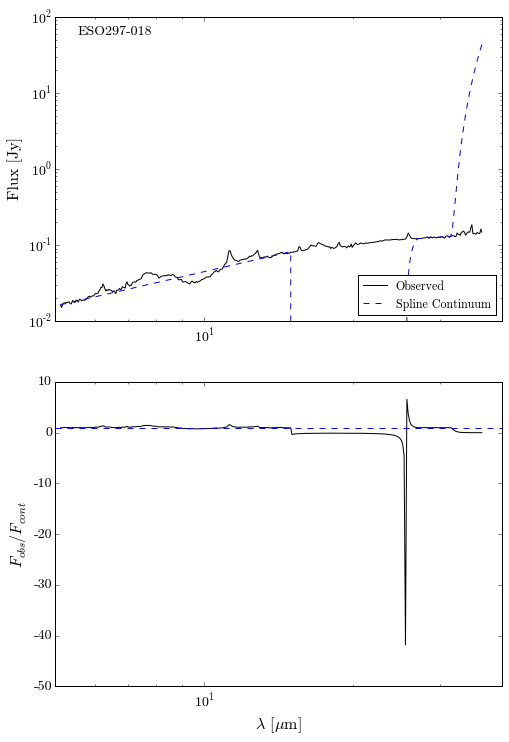 ESO297-018
10^2
10^1
10^0
10^-1
10^-2
Flux [Jy]
Observed
Spline Continuum
10^1
10
0
-10
-20
-30
-40
-50
F_obs/F_cont
10^1
λ [μm]